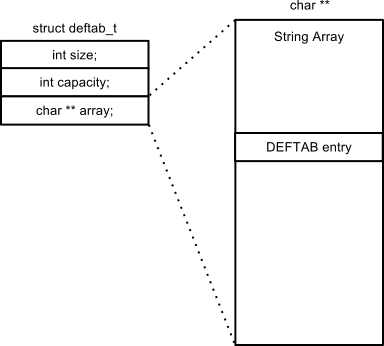 struct deftab_t
int size;
int capacity;
char ** array;
char **
String Array
DEFTAB entry